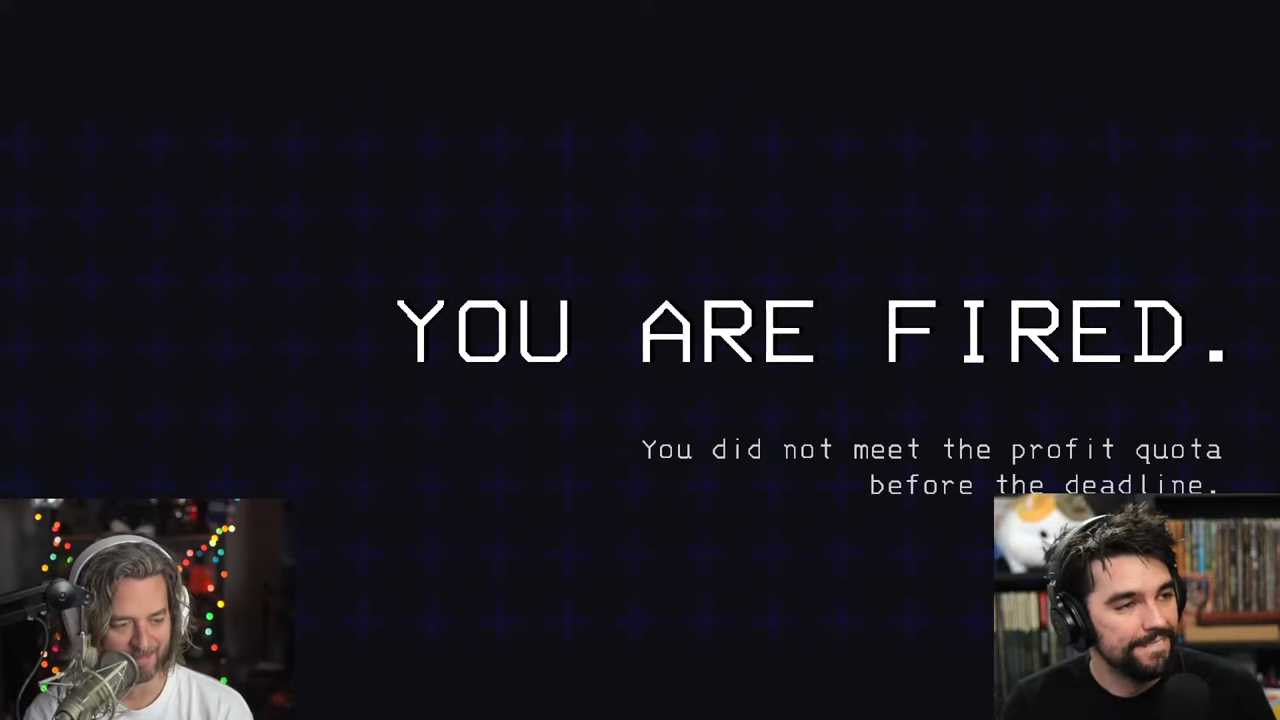 YOU ARE FIRED.
You did not meet the profit quota
before the deadline.